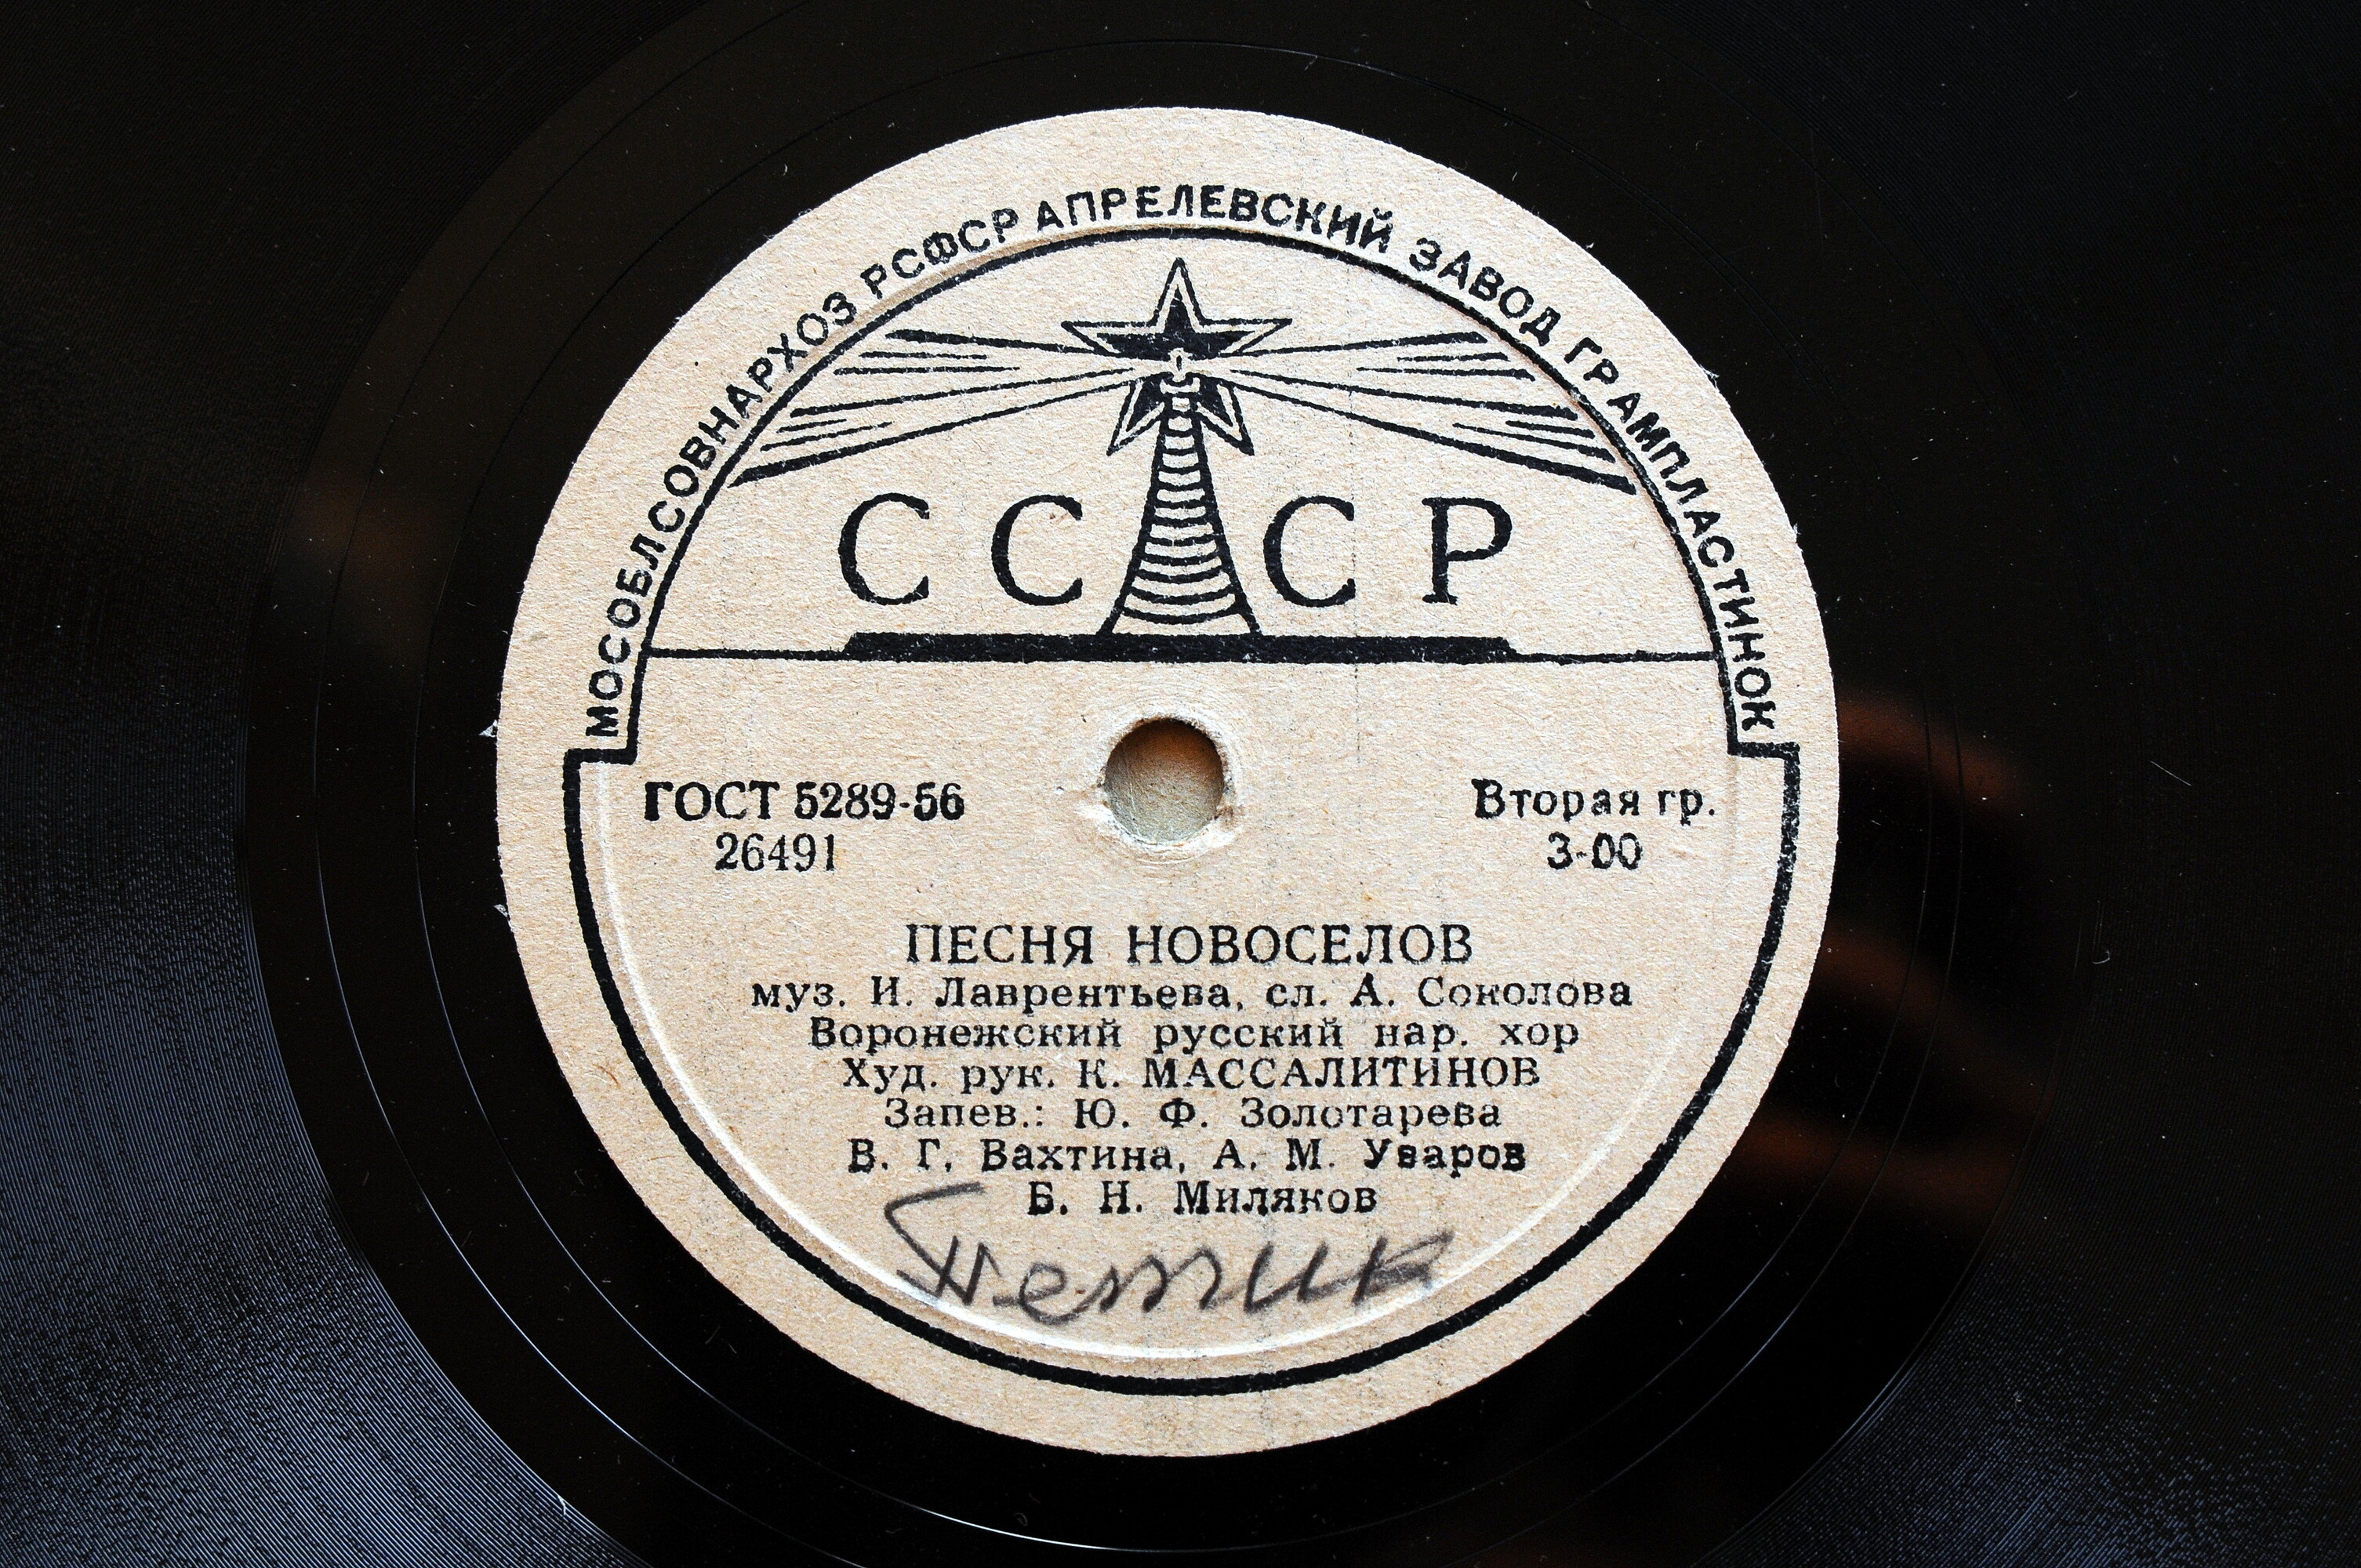 МОСОБЛСОВНАРХОЗ РСФСР АПРЕЛЕВСКИЙ ЗАВОД ГРАМПЛАСТИНОК
СССР
ГОСТ 5289-56
26491
Вторая гр.
3-00
ПЕСНЯ НОВОСЕЛОВ
муз. И. Лаврентьева, сл. А. Соколова
Воронежский русский нар. хор
Худ. рук. К. МАССАЛИТИНОВ
Запев.: Ю. Ф. Золотарева
В. Г. Вахтина, А. М. Уваров
Б. Н. Миляков